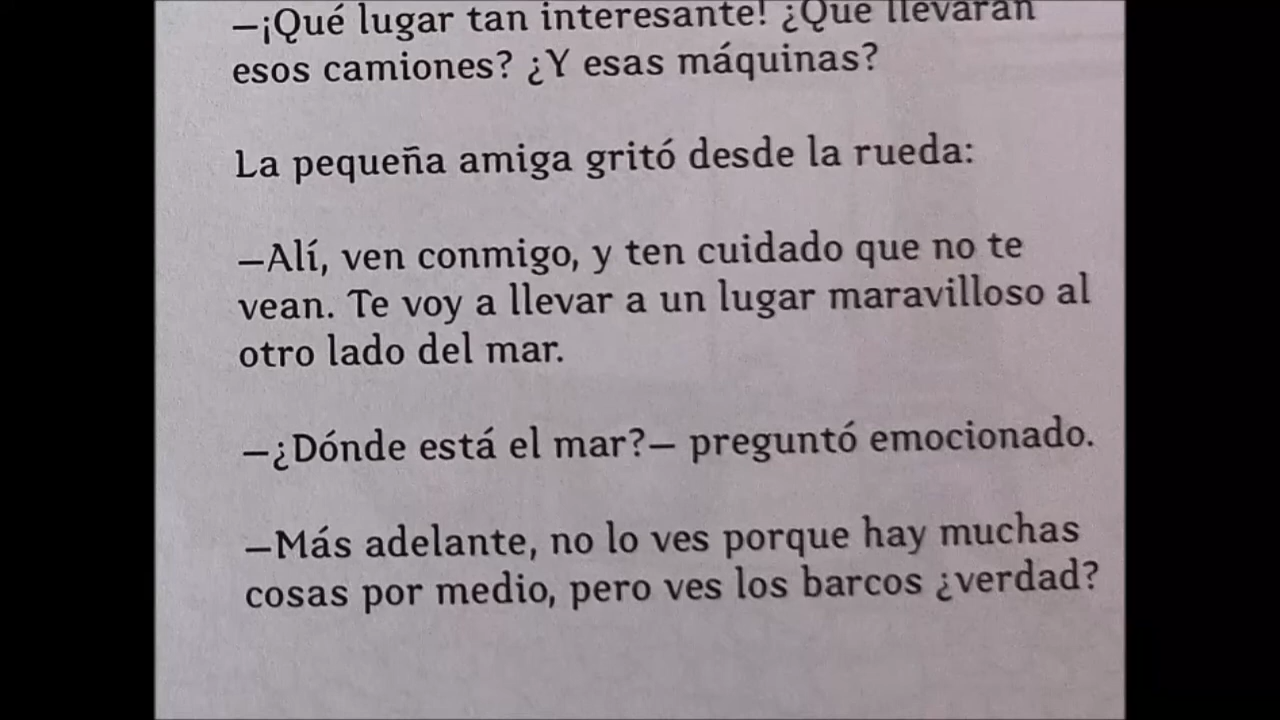 —¡Qué lugar tan interesante! ¿Qué llevarán
esos camiones? ¿Y esas máquinas?
La pequeña amiga gritó desde la rueda:
—Alí, ven conmigo, y ten cuidado que no te
vean. Te voy a llevar a un lugar maravilloso al
otro lado del mar.
—¿Dónde está el mar?— preguntó emocionado.
—Más adelante, no lo ves porque hay muchas
cosas por medio, pero ves los barcos ¿verdad?